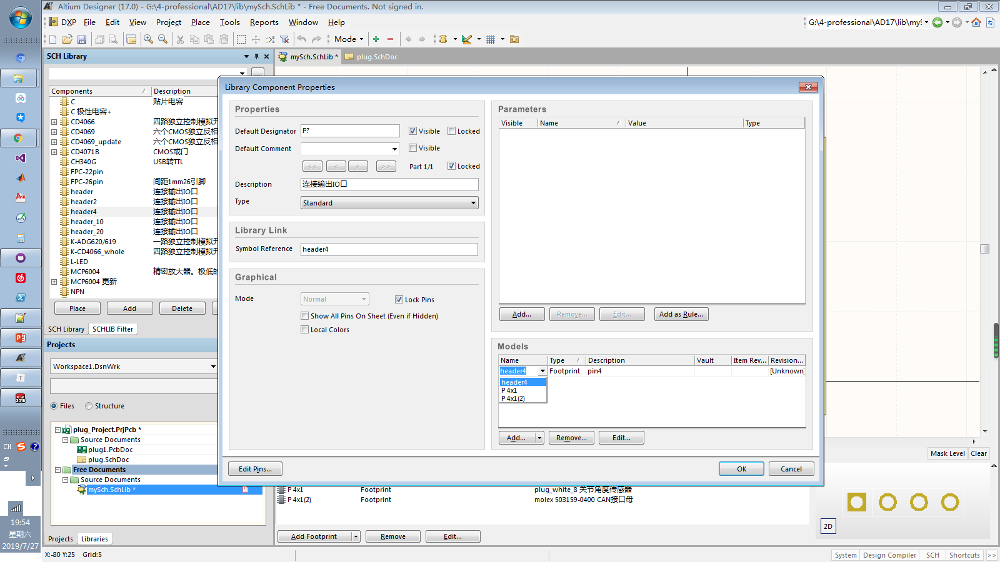 Altium Designer (17.0) - G:\4-professional\AD17\lib\mySch.SchLib * - Free Documents. Not signed in.
DXP File Edit View Project Place Tools Reports Window Help
G:\4-professional\AD17\lib\myS
Mode
SCH Library
mySch.SchLib *
plug.SchDoc
Components Description
C 贴片电容
C 极性电容+
CD4066 四路独立控制模拟开
CD4069 六个CMOS独立反相
CD4069_update 六个CMOS独立反相
CD4071B CMOS或门
CH340G USB转TTL
FPC-22pin
FPC-26pin 间距1mm26引脚
header 连接输出IO口
header2 连接输出IO口
header4 连接输出IO口
header_10 连接输出IO口
header_20 连接输出IO口
K-ADG620/619 一路独立控制模拟开
K-CD4066_whole 四路独立控制模拟开
L-LED
MCP6004 精密放大器。极低的
MCP6004 更新
NPN
Place Add Delete
SCH Library SCHLIB Filter
Projects
Workspace1.DsnWrk
Files Structure
plug_Project.PrjPcb *
Source Documents
plug1.PcbDoc
plug.SchDoc
Free Documents
Source Documents
mySch.SchLib *
Projects Libraries
Library Component Properties
Properties
Default Designator P? Visible Locked
Default Comment Visible
<< < > >> Part 1/1 Locked
Description 连接输出IO口
Type Standard
Library Link
Symbol Reference header4
Graphical
Mode Normal Lock Pins
Show All Pins On Sheet (Even if Hidden)
Local Colors
Parameters
Visible Name Value Type
Add... Remove... Edit... Add as Rule...
Models
Name Type Description Vault Item Rev... Revision...
header4 Footprint pin4 [Unknown]
header4
P 4x1
P 4x1(2)
Add... Remove... Edit...
Edit Pins... OK Cancel
Mask Level Clear
P 4x1 Footprint plug_white_8 关节角度传感器
P 4x1(2) Footprint molex 503159-0400 CAN接口母
2D
Add Footprint Remove Edit...
X:-80 Y:25 Grid:5
System Design Compiler SCH Shortcuts >>
CH
19:54
星期六
2019/7/27